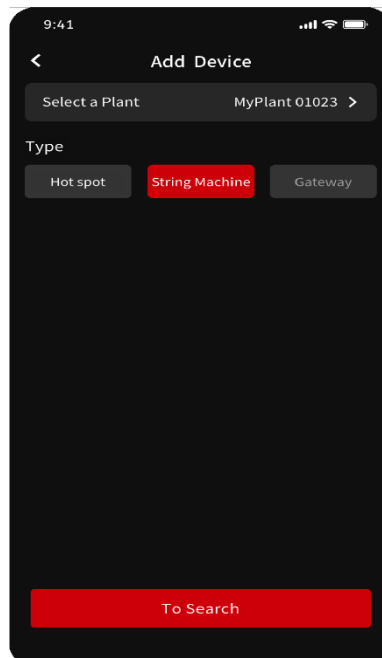 9:41
Add Device
Select a Plant MyPlant 01023
Type
Hot spot String Machine Gateway
To Search